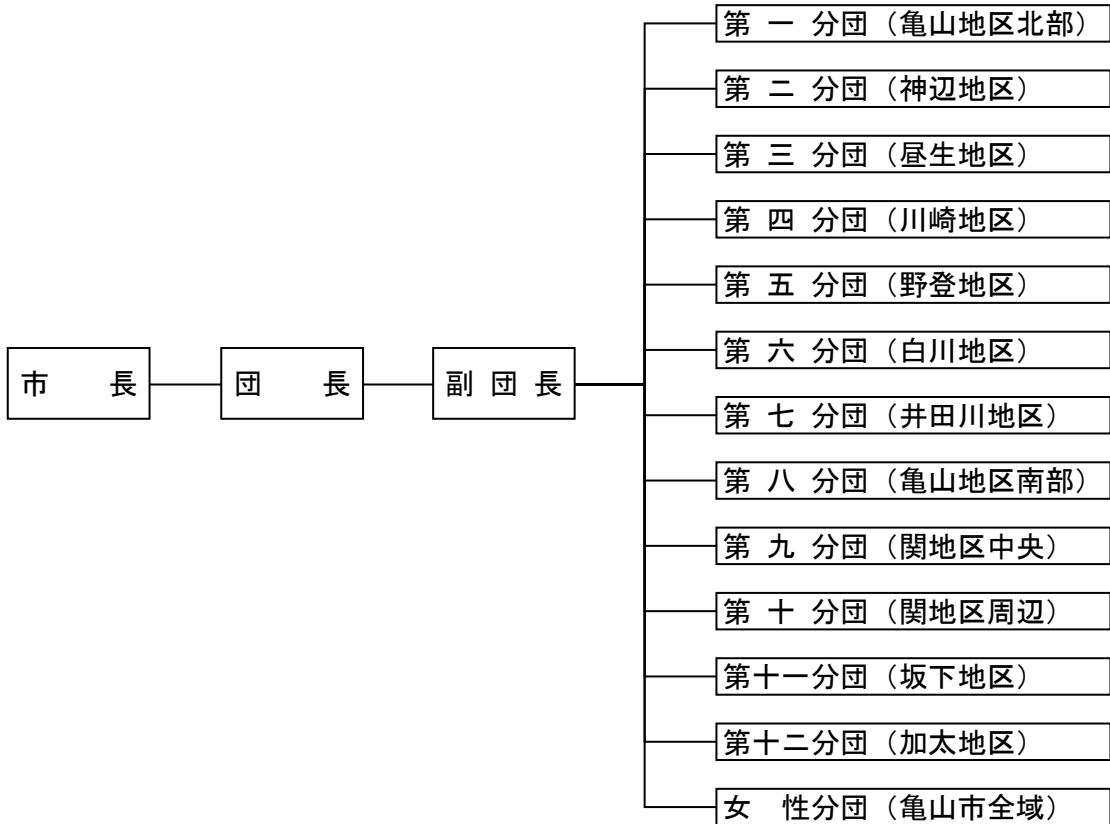 第 一 分団（亀山地区北部）
第 二 分団（神辺地区）
第 三 分団（昼生地区）
第 四 分団（川崎地区）
第 五 分団（野登地区）
第 六 分団（白川地区）
市　　長
団　　長
副 団 長
第 七 分団（井田川地区）
第 八 分団（亀山地区南部）
第 九 分団（関地区中央）
第 十 分団（関地区周辺）
第十一分団（坂下地区）
第十二分団（加太地区）
女　性分団（亀山市全域）